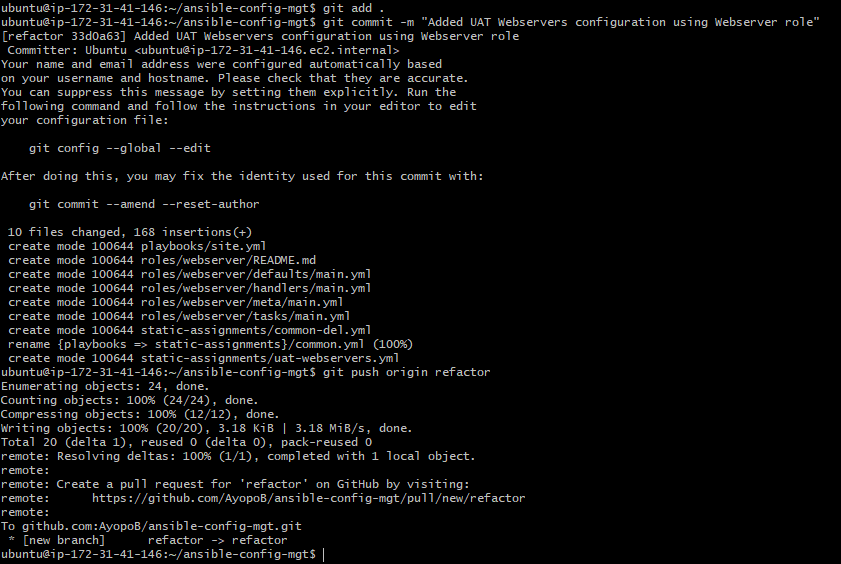 ubuntu@ip-172-31-41-146:~/ansible-config-mgt$ git add .
ubuntu@ip-172-31-41-146:~/ansible-config-mgt$ git commit -m "Added UAT Webservers configuration using Webserver role"
[refactor 33d0a63] Added UAT Webservers configuration using Webserver role
 Committer: Ubuntu <ubuntu@ip-172-31-41-146.ec2.internal>
Your name and email address were configured automatically based
on your username and hostname. Please check that they are accurate.
You can suppress this message by setting them explicitly. Run the
following command and follow the instructions in your editor to edit
your configuration file:

    git config --global --edit

After doing this, you may fix the identity used for this commit with:

    git commit --amend --reset-author

 10 files changed, 168 insertions(+)
 create mode 100644 playbooks/site.yml
 create mode 100644 roles/webserver/README.md
 create mode 100644 roles/webserver/defaults/main.yml
 create mode 100644 roles/webserver/handlers/main.yml
 create mode 100644 roles/webserver/meta/main.yml
 create mode 100644 roles/webserver/tasks/main.yml
 create mode 100644 static-assignments/common-del.yml
 rename {playbooks => static-assignments}/common.yml (100%)
 create mode 100644 static-assignments/uat-webservers.yml
ubuntu@ip-172-31-41-146:~/ansible-config-mgt$ git push origin refactor
Enumerating objects: 24, done.
Counting objects: 100% (24/24), done.
Compressing objects: 100% (12/12), done.
Writing objects: 100% (20/20), 3.18 KiB | 3.18 MiB/s, done.
Total 20 (delta 1), reused 0 (delta 0), pack-reused 0
remote: Resolving deltas: 100% (1/1), completed with 1 local object.
remote:
remote: Create a pull request for 'refactor' on GitHub by visiting:
remote:      https://github.com/AyopoB/ansible-config-mgt/pull/new/refactor
remote:
To github.com:AyopoB/ansible-config-mgt.git
 * [new branch]      refactor -> refactor
ubuntu@ip-172-31-41-146:~/ansible-config-mgt$